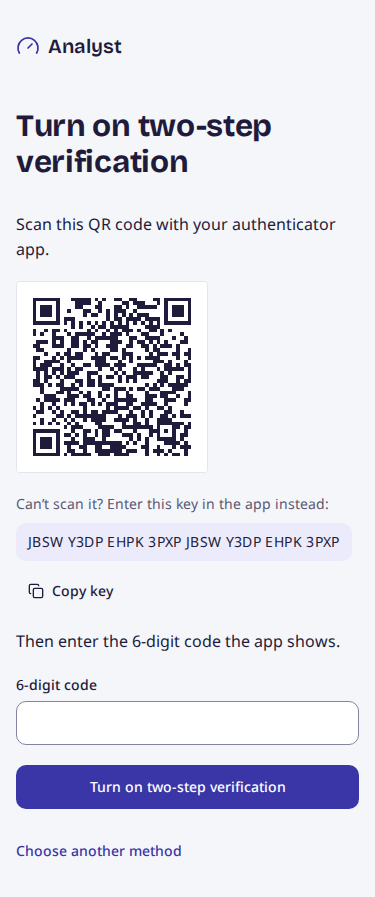 Analyst
Turn on two-step
verification
Scan this QR code with your authenticator
app.
Can’t scan it? Enter this key in the app instead:
JBSW Y3DP EHPK 3PXP JBSW Y3DP EHPK 3PXP
Copy key
Then enter the 6-digit code the app shows.
6-digit code
Turn on two-step verification
Choose another method